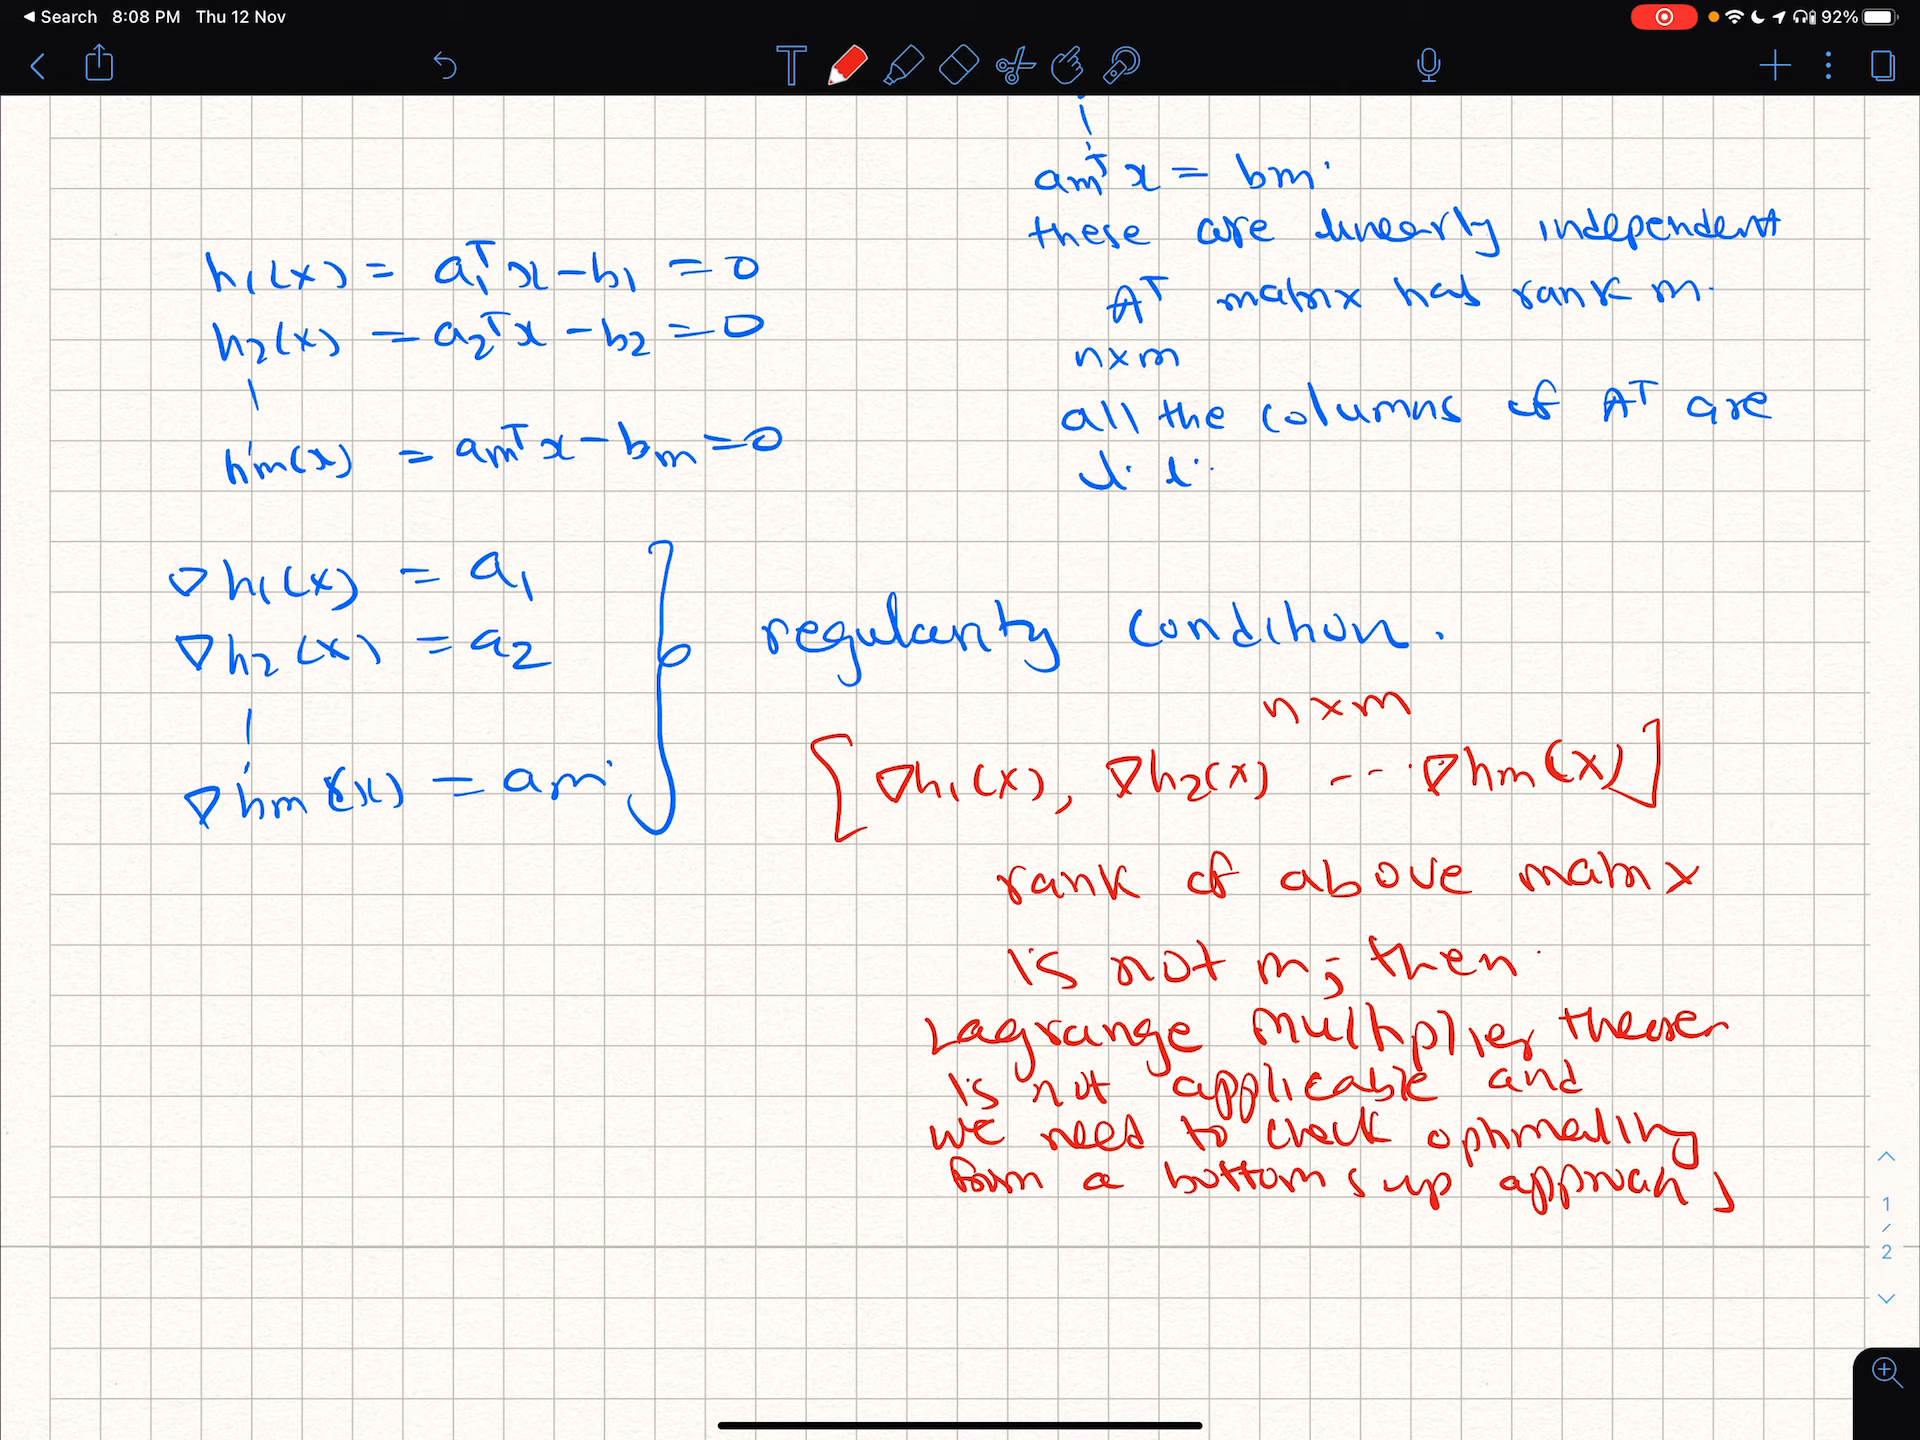 Search 8:08 PM Thu 12 Nov
92%
T
amᵀ x = bm.
these are linearly independent
Aᵀ matrix has rank m.
n×m
all the columns of Aᵀ are
l.i.
h₁(x) = a₁ᵀx − b₁ = 0
h₂(x) = a₂ᵀx − b₂ = 0
hm(x) = amᵀx − bm = 0
∇h₁(x) = a₁
∇h₂(x) = a₂
∇hm(x) = am.
regularity condition.
n×m
[∇h₁(x), ∇h₂(x) --- ∇hm(x)]
rank of above matrix
is not m; then
Lagrange multiplier theorem
is not applicable and
we need to check optimality
from a bottoms up approach,
1
/
2